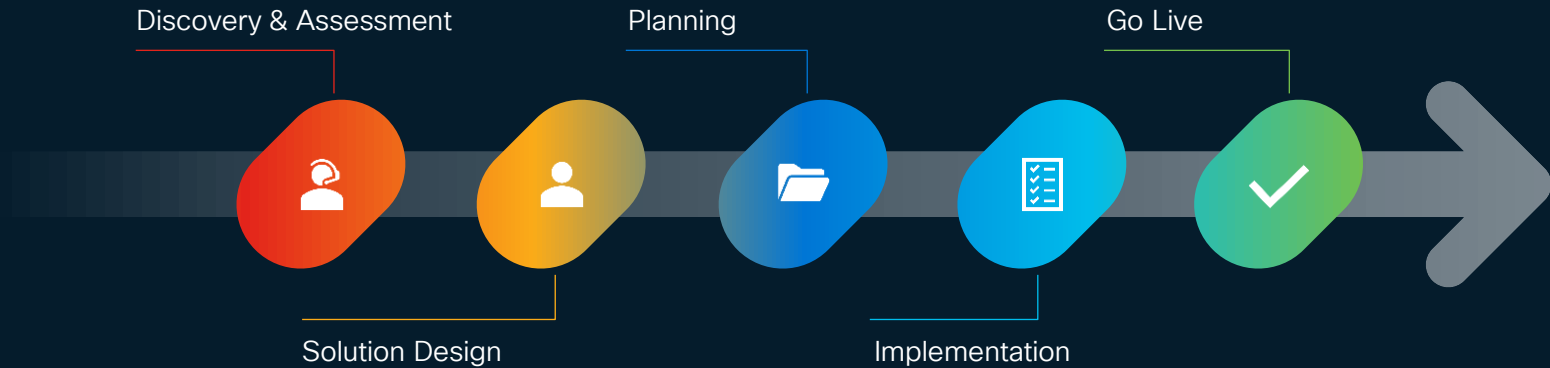 Discovery & Assessment
Planning
Go Live
Solution Design
Implementation